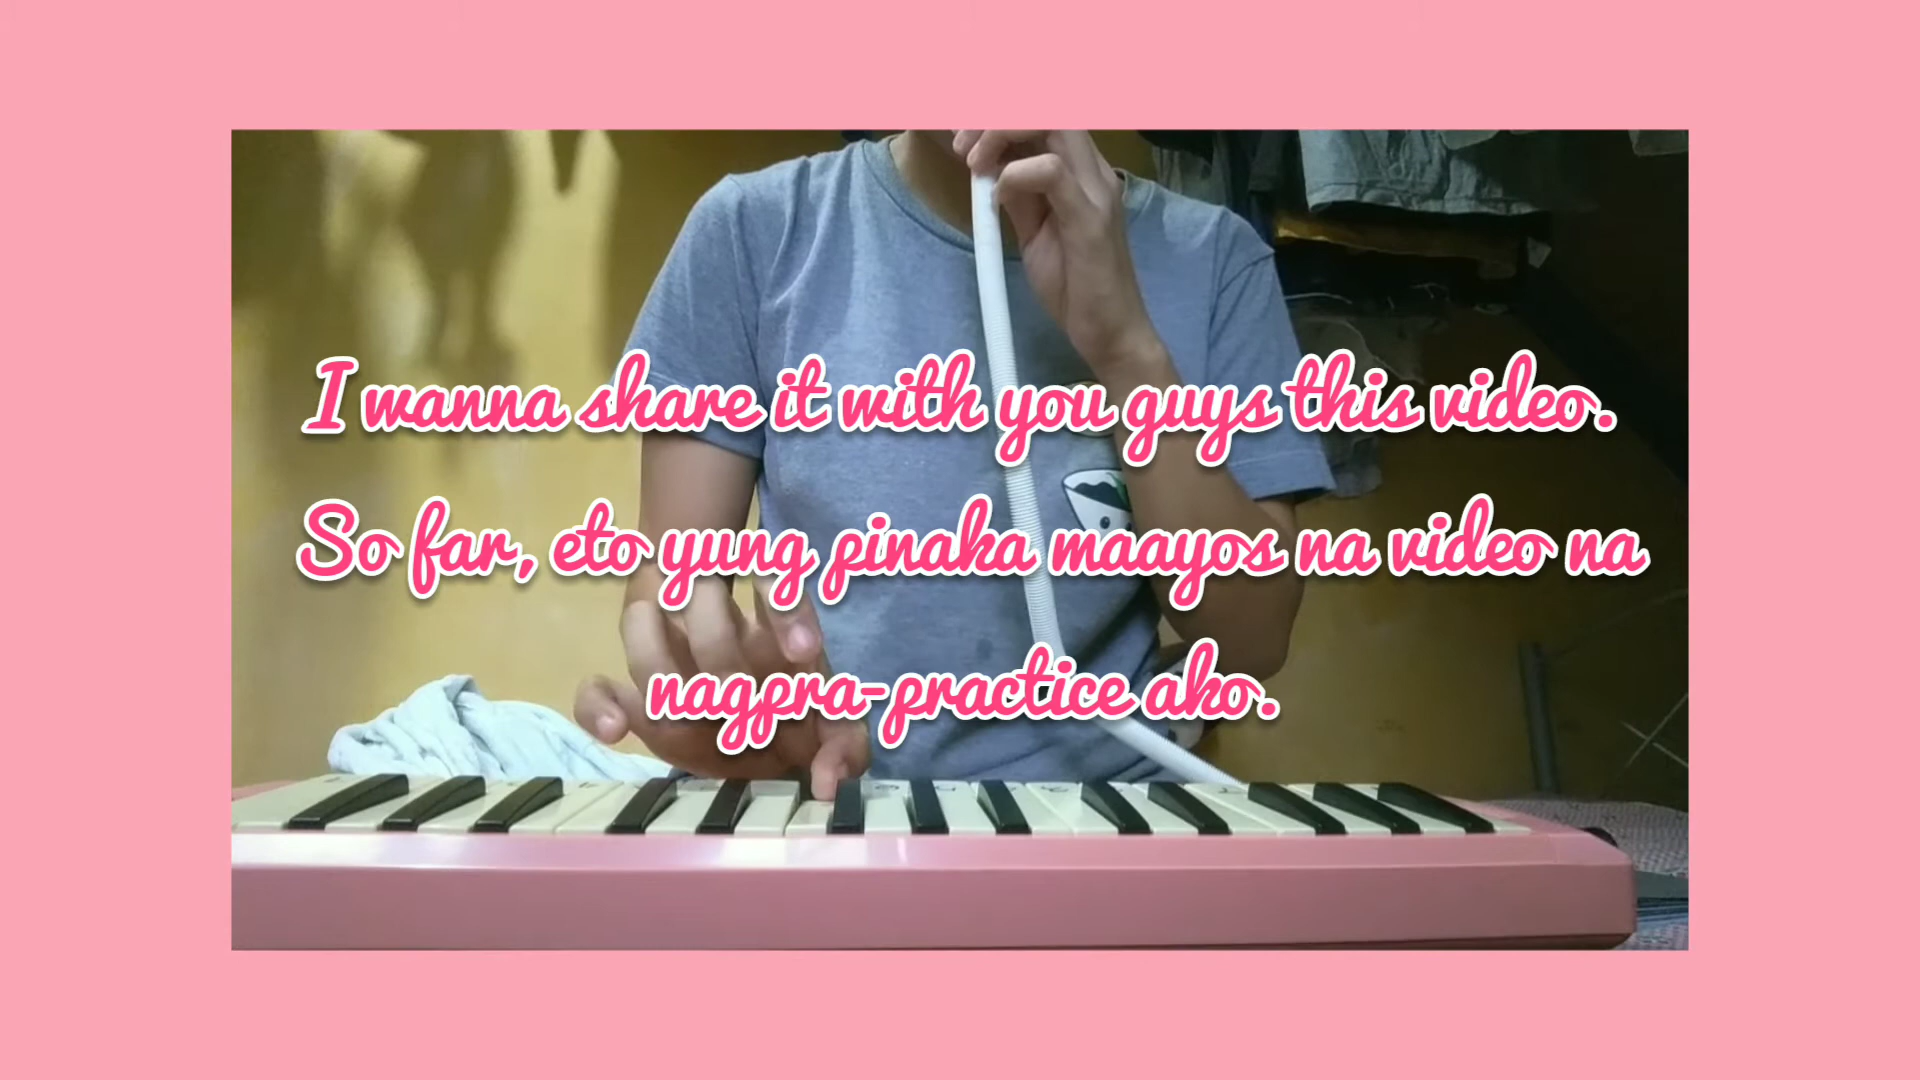 I wanna share it with you guys this video.
So far, eto yung pinaka maayos na video na
nagpra-practice ako.